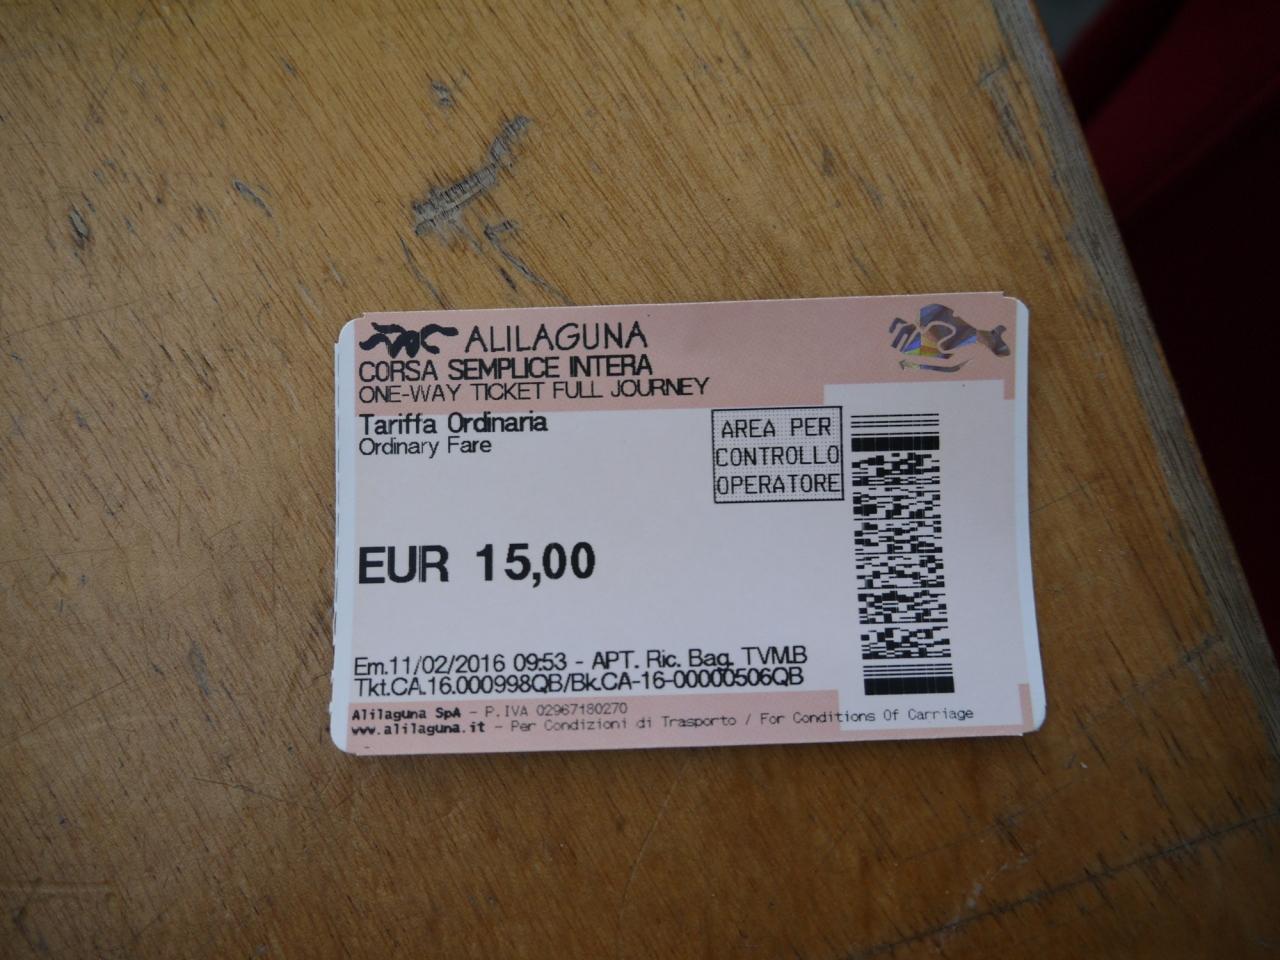 ALILAGUNA
CORSA SEMPLICE INTERA
ONE-WAY TICKET FULL JOURNEY
Tariffa Ordinaria
Ordinary Fare
AREA PER
CONTROLLO
OPERATORE
EUR 15,00
Em.11/02/2016 09:53 - APT. Ric. Bag. TVM.B
Tkt.CA.16.000998QB/Bk.CA-16-00000506QB
Alilaguna SpA - P.IVA 02967180270
www.alilaguna.it - Per Condizioni di Trasporto / For Conditions Of Carriage